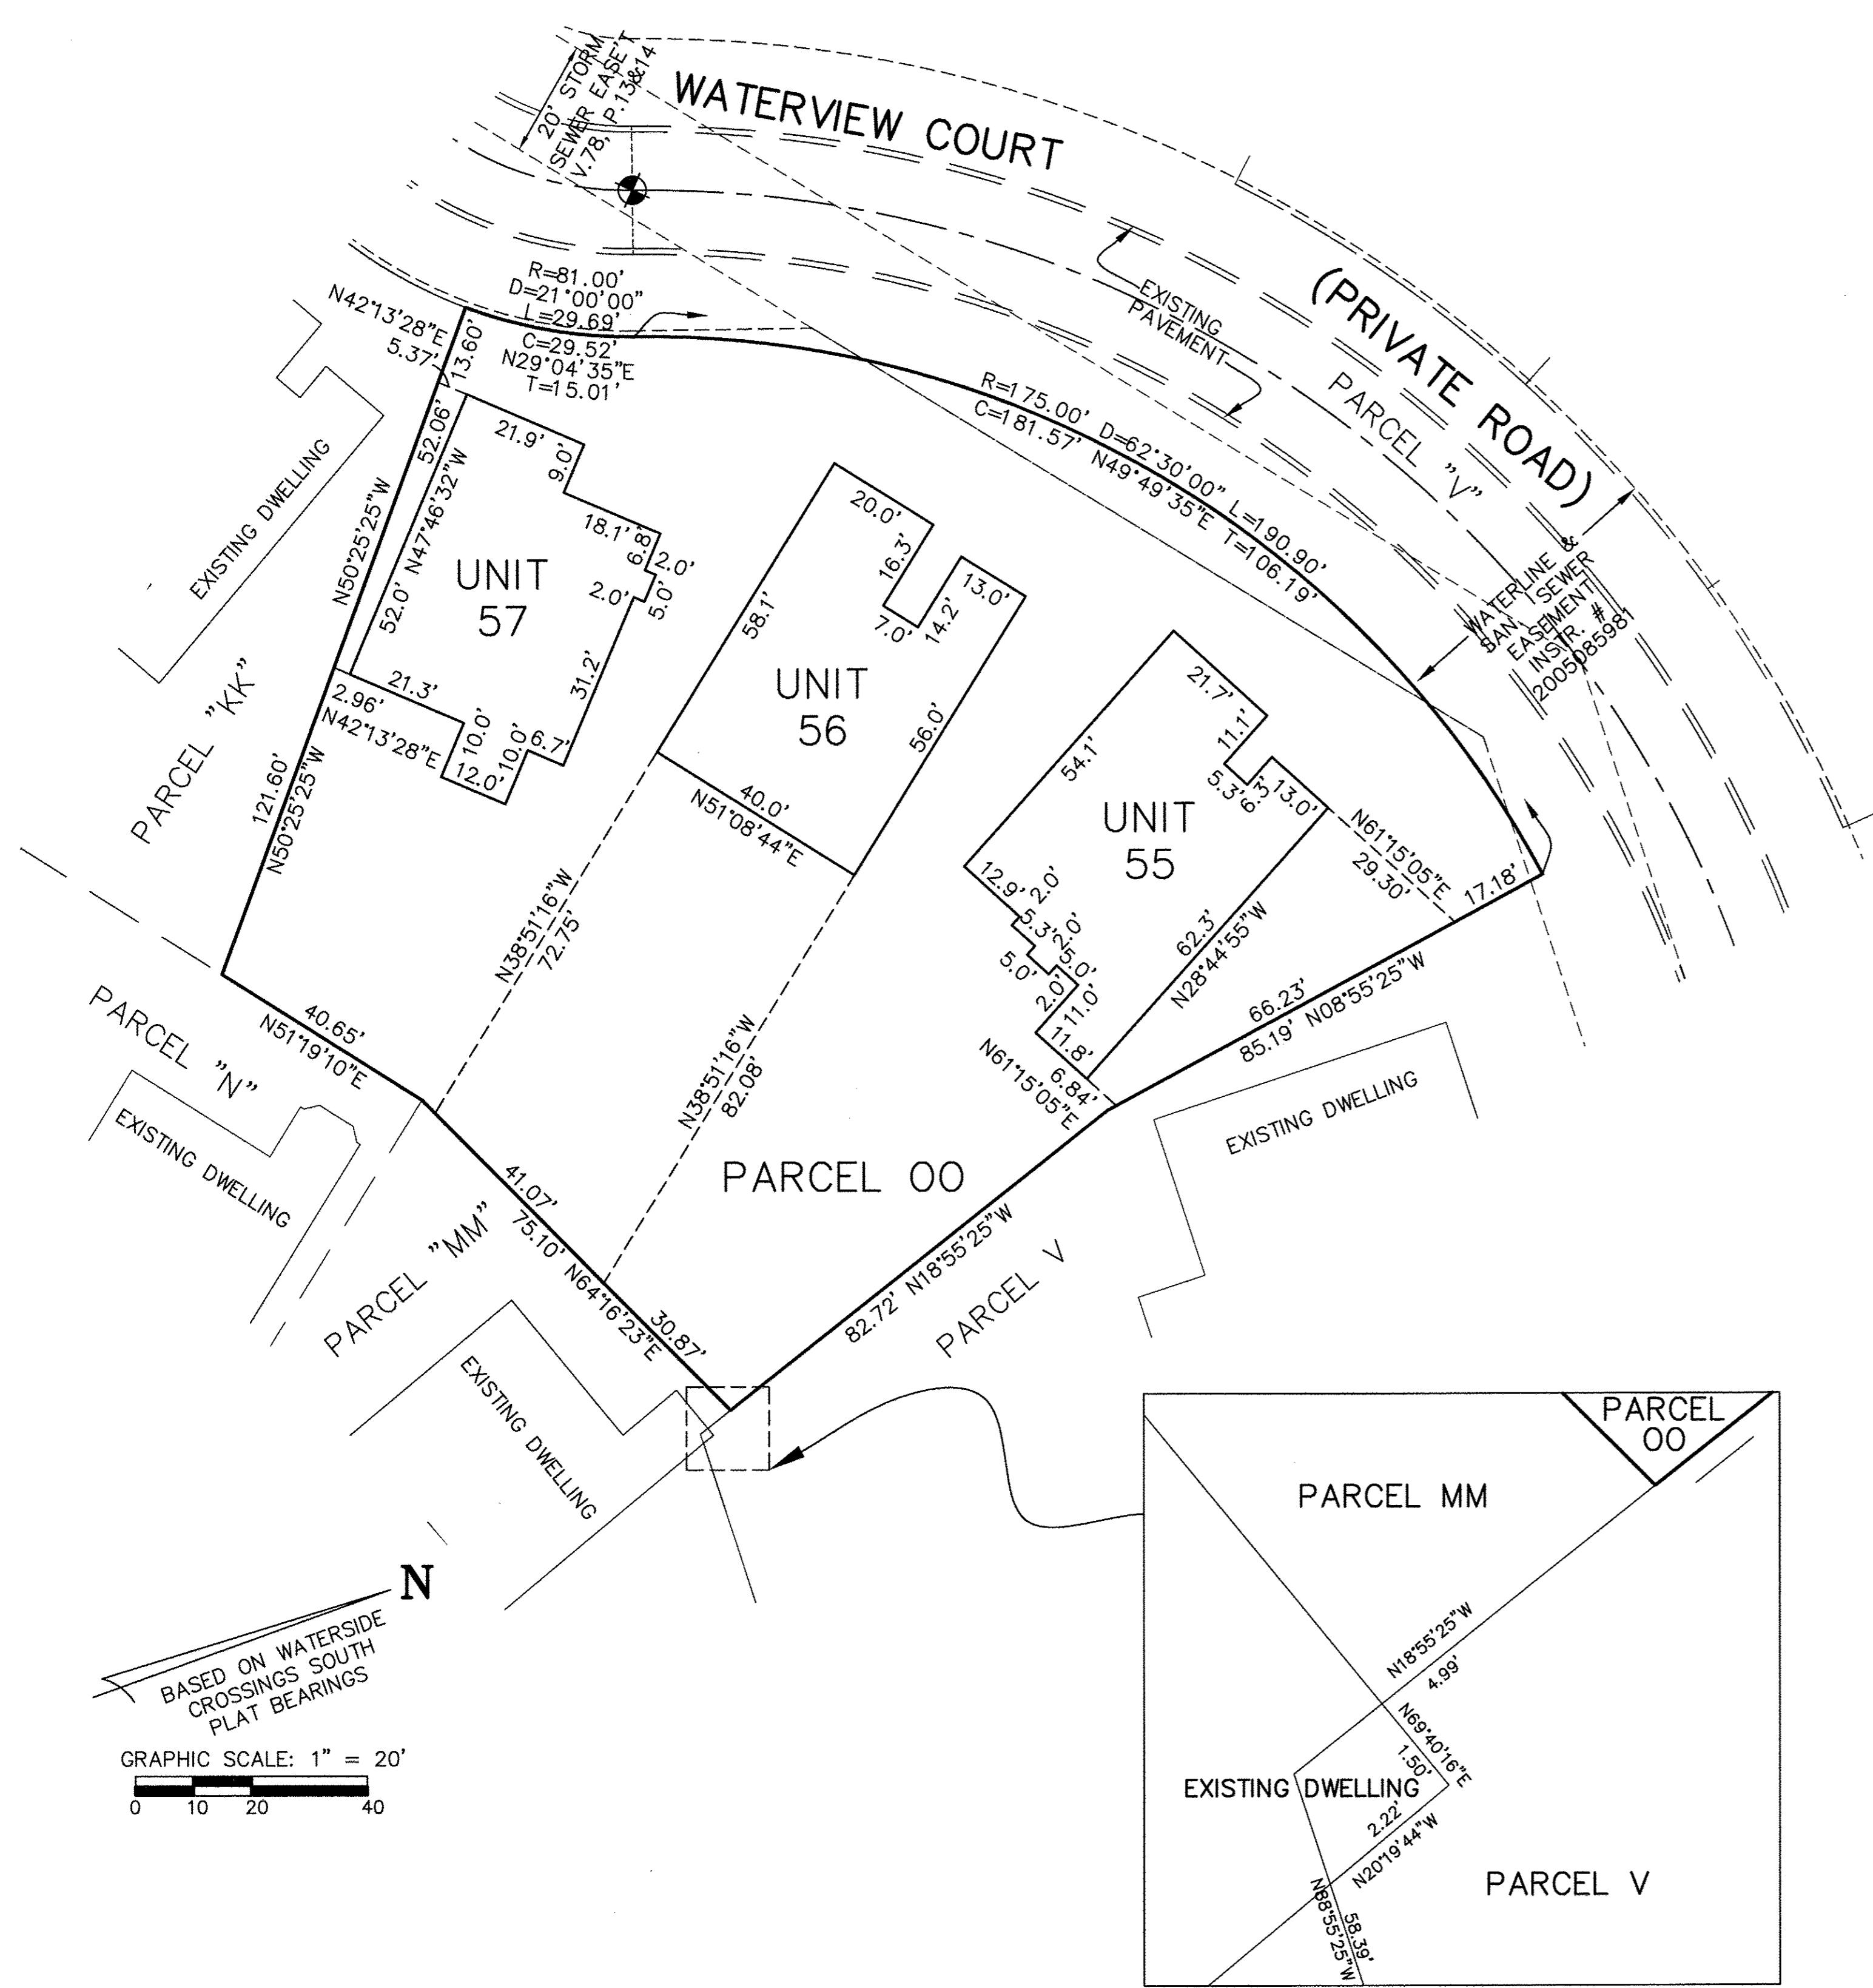 20' STORM
SEWER EASE'T
V.78, P.13&14
WATERVIEW COURT
(PRIVATE ROAD)
EXISTING
PAVEMENT
PARCEL "V"
R=81.00'
D=21°00'00"
L=29.69'
C=29.52'
N29°04'35"E
T=15.01'
N42°13'28"E
5.37'
13.60'
R=175.00' D=62°30'00" L=190.90'
C=181.57' N49°49'35"E T=106.19'
WATERLINE &
SAN. SEWER
EASEMENT
INSTR. #
2005085981
EXISTING DWELLING
52.06'
N50°25'25"W
52.0' N47°46'32"W
21.9'
9.0'
18.1'
6.8'
2.0'
5.0'
2.0'
31.2'
UNIT
57
21.3'
2.96'
N42°13'28"E
10.0'
12.0'
10.0'
6.7'
20.0'
16.3'
7.0'
14.2'
13.0'
58.1'
56.0'
UNIT
56
40.0'
N51°08'44"E
21.7'
11.1'
5.3'
6.3'
13.0'
54.1'
UNIT
55
12.9'
2.0'
5.3'
2.0'
5.0'
5.0'
2.0'
11.0'
11.8'
62.3'
N28°44'55"W
N61°15'05"E
29.30'
17.18'
66.23'
85.19' N08°55'25"W
6.84'
N61°15'05"E
PARCEL "KK"
121.60'
N50°25'25"W
N38°51'16"W
72.75'
N38°51'16"W
82.08'
40.65'
N51°19'10"E
PARCEL "N"
EXISTING DWELLING
PARCEL OO
EXISTING DWELLING
41.07'
75.10' N64°16'23"E
30.87'
PARCEL "MM"
82.72' N18°55'25"W
PARCEL V
EXISTING DWELLING
N
BASED ON WATERSIDE
CROSSINGS SOUTH
PLAT BEARINGS
GRAPHIC SCALE: 1" = 20'
0 10 20 40
PARCEL
OO
PARCEL MM
N18°55'25"W
4.99'
N69°40'16"E
1.50'
EXISTING DWELLING
2.22'
N20°19'44"W
PARCEL V
N88°55'25"W
58.39'